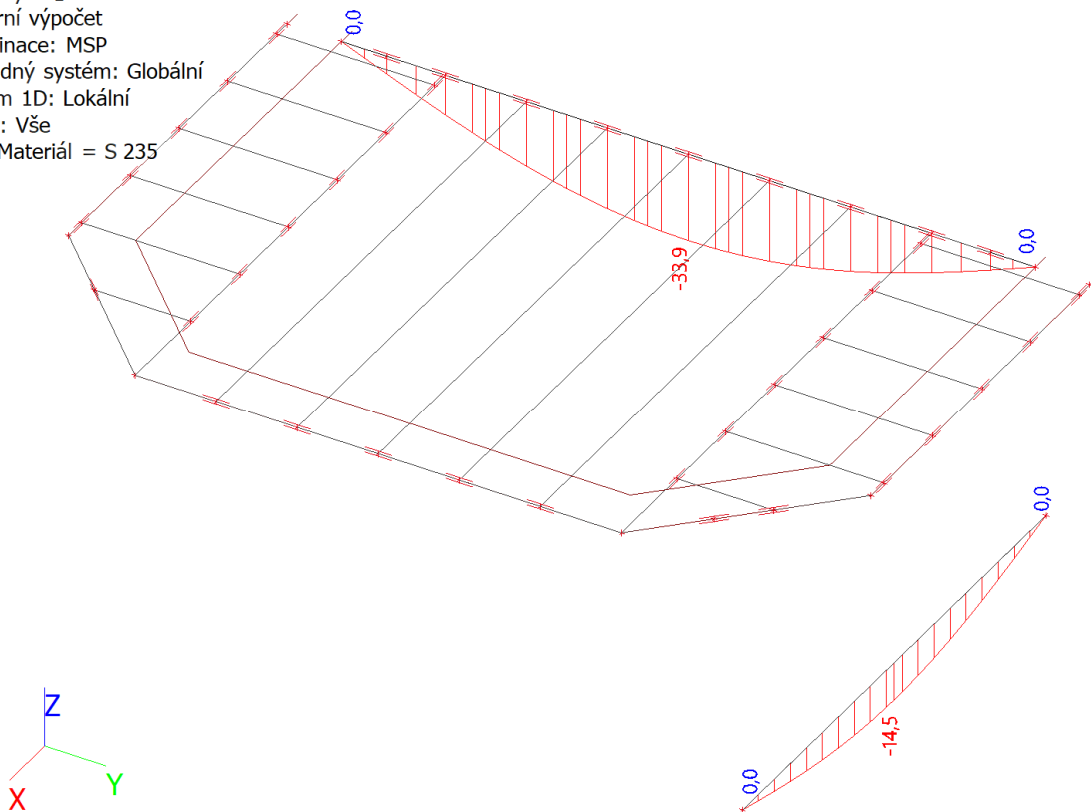 rní výpočet
inace: MSP
dný systém: Globální
m 1D: Lokální
: Vše
Materiál = S 235
0,0
0,0
-33,9
0,0
-14,5
0,0
Z
Y
X